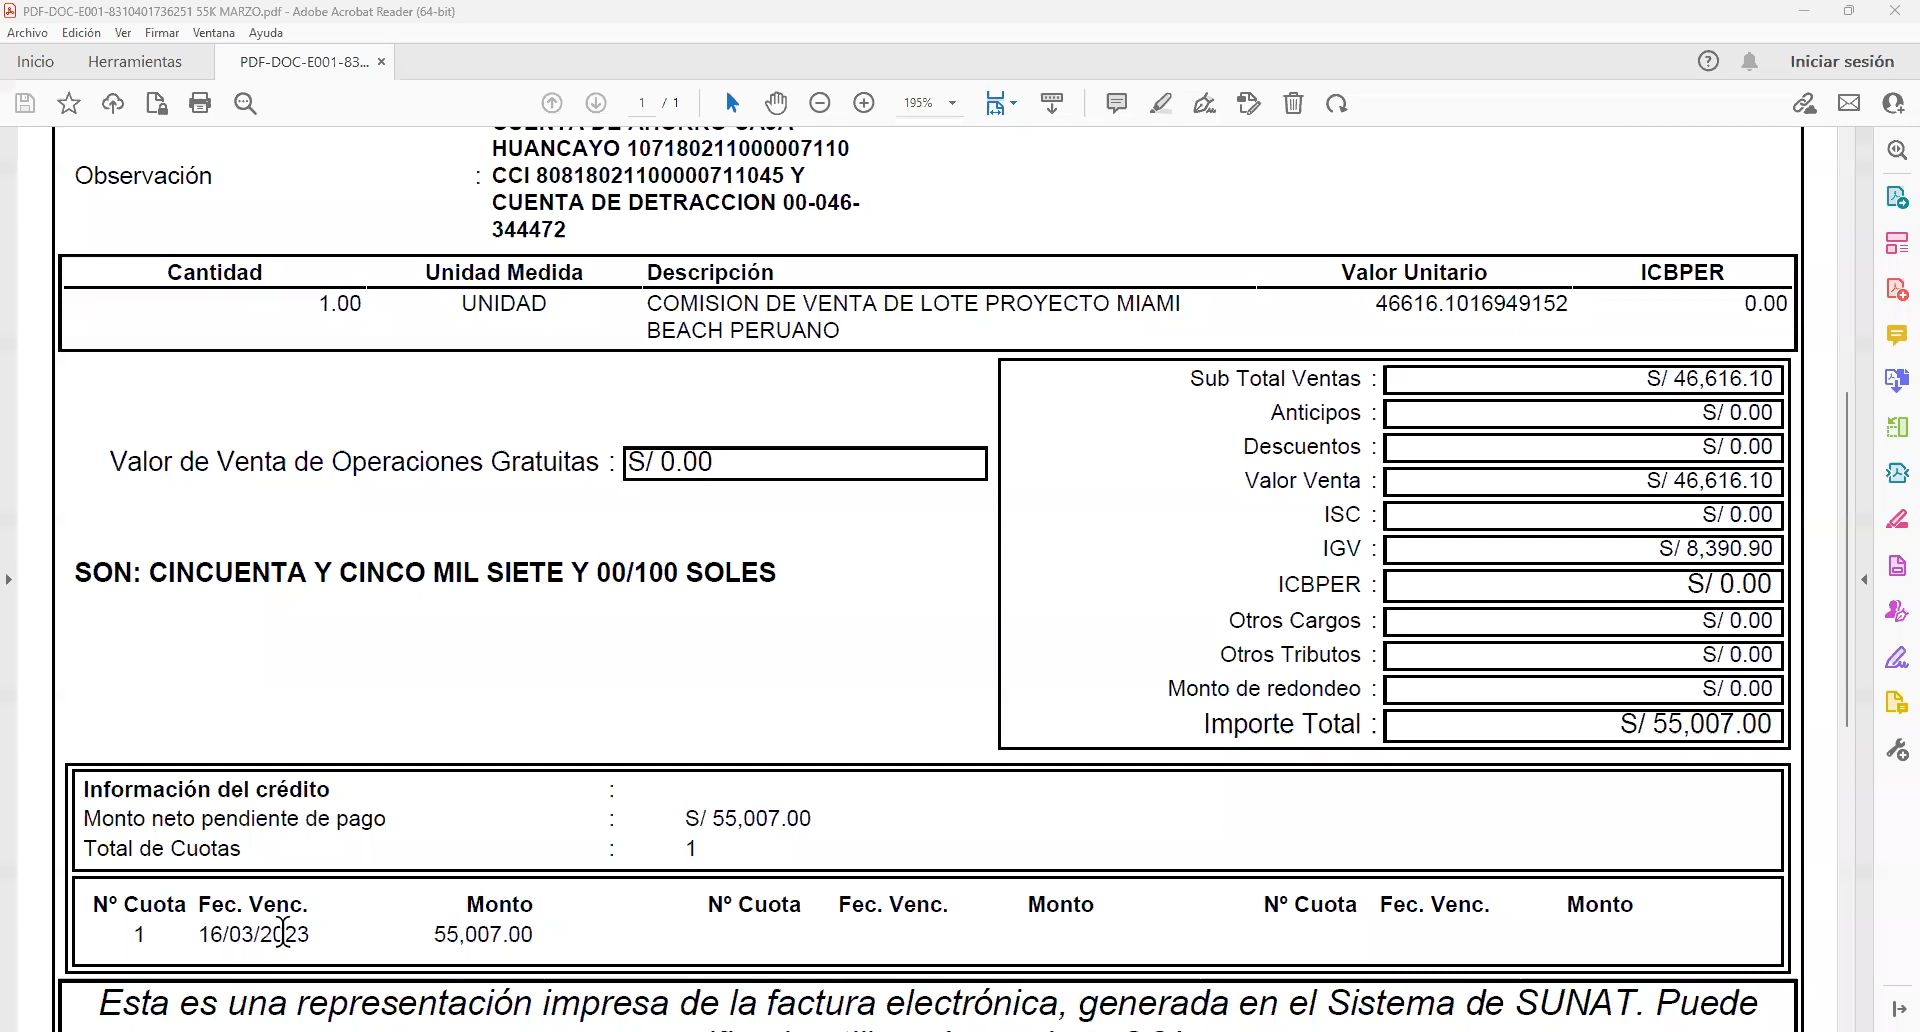 PDF-DOC-E001-8310401736251 55K MARZO.pdf - Adobe Acrobat Reader (64-bit)
Archivo Edición Ver Firmar Ventana Ayuda
Inicio Herramientas PDF-DOC-E001-83... × Iniciar sesión
1 / 1 195%
CUENTA DE AHORRO CAJA
HUANCAYO 107180211000007110
Observación : CCI 80818021100000711045 Y
CUENTA DE DETRACCION 00-046-
344472
Cantidad Unidad Medida Descripción Valor Unitario ICBPER
1.00 UNIDAD COMISION DE VENTA DE LOTE PROYECTO MIAMI 46616.1016949152 0.00
BEACH PERUANO
Sub Total Ventas : S/ 46,616.10
Anticipos : S/ 0.00
Descuentos : S/ 0.00
Valor de Venta de Operaciones Gratuitas : S/ 0.00
Valor Venta : S/ 46,616.10
ISC : S/ 0.00
IGV : S/ 8,390.90
SON: CINCUENTA Y CINCO MIL SIETE Y 00/100 SOLES
ICBPER : S/ 0.00
Otros Cargos : S/ 0.00
Otros Tributos : S/ 0.00
Monto de redondeo : S/ 0.00
Importe Total : S/ 55,007.00
Información del crédito :
Monto neto pendiente de pago : S/ 55,007.00
Total de Cuotas : 1
Nº Cuota Fec. Venc. Monto Nº Cuota Fec. Venc. Monto Nº Cuota Fec. Venc. Monto
1 16/03/2023 55,007.00
Esta es una representación impresa de la factura electrónica, generada en el Sistema de SUNAT. Puede